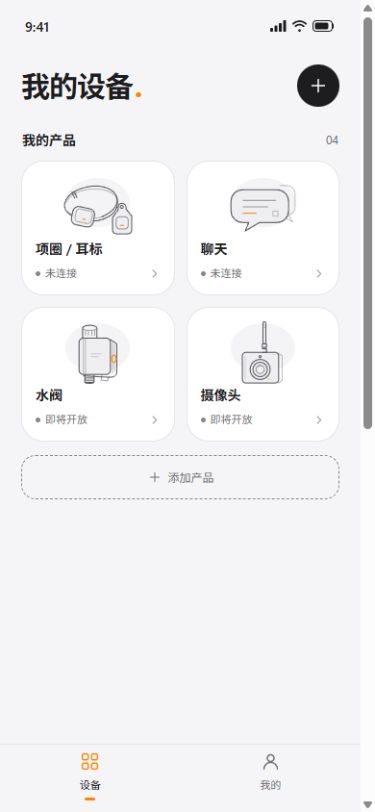 9:41
我的设备.
我的产品
04
项圈 / 耳标
聊天
未连接
未连接
水阀
摄像头
即将开放
即将开放
添加产品
设备
我的